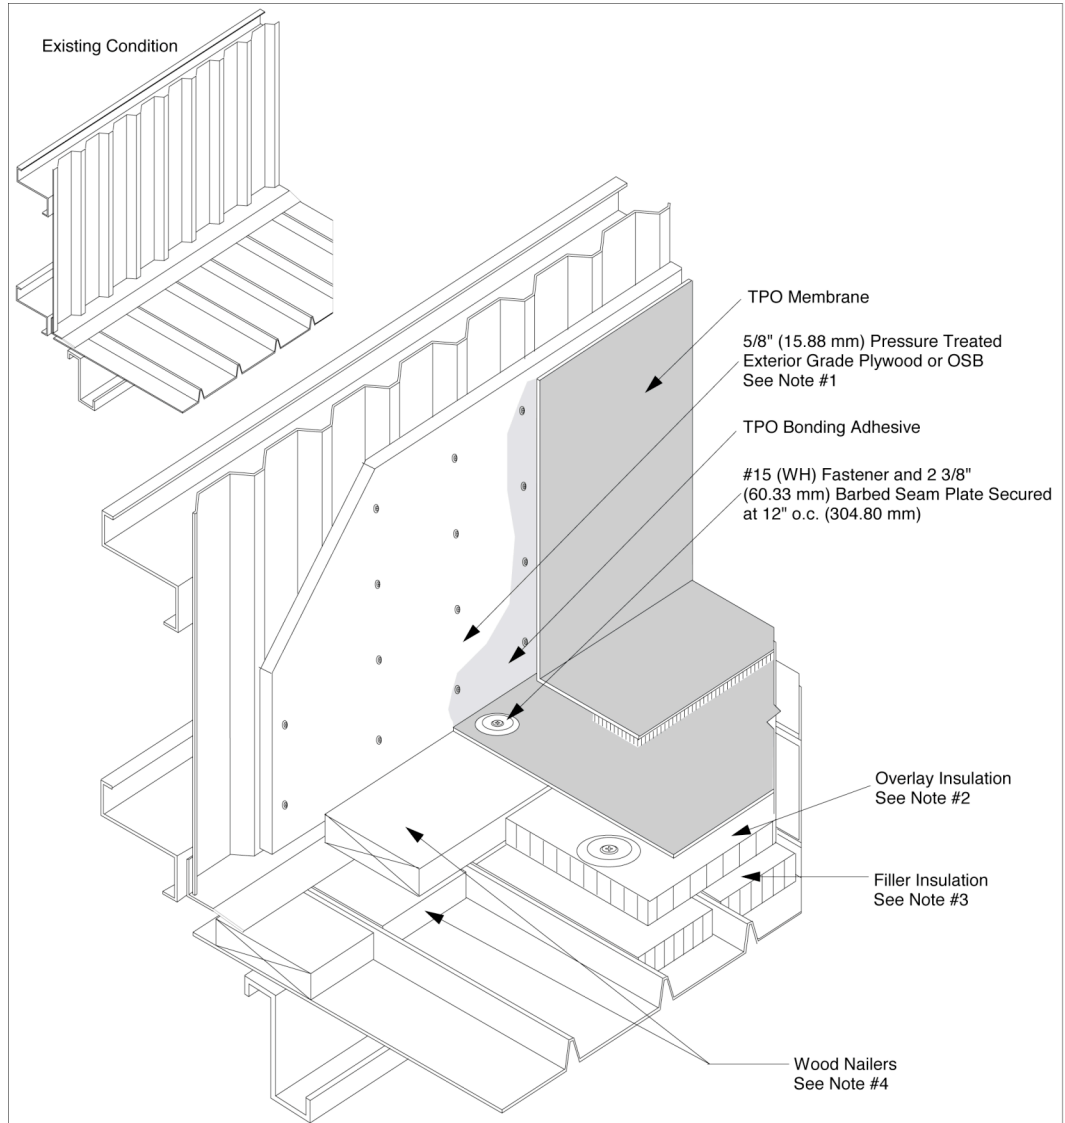 Existing Condition
TPO Membrane
5/8" (15.88 mm) Pressure Treated
Exterior Grade Plywood or OSB
See Note #1
TPO Bonding Adhesive
#15 (WH) Fastener and 2 3/8"
(60.33 mm) Barbed Seam Plate Secured
at 12" o.c. (304.80 mm)
Overlay Insulation
See Note #2
Filler Insulation
See Note #3
Wood Nailers
See Note #4